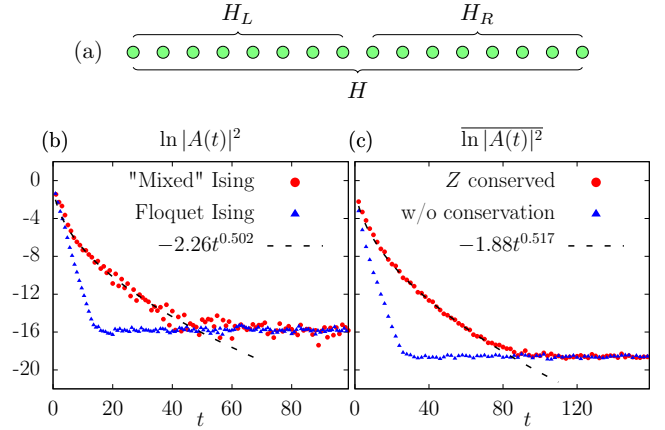 H_L H_R
(a)
H
(b) ln |A(t)|^2
(c) \overline{ln |A(t)|^2}
0
-4
-8
-12
-16
-20
"Mixed" Ising
Floquet Ising
−2.26t^{0.502}
Z conserved
w/o conservation
−1.88t^{0.517}
0 20 40 60 80
t
0 40 80 120
t